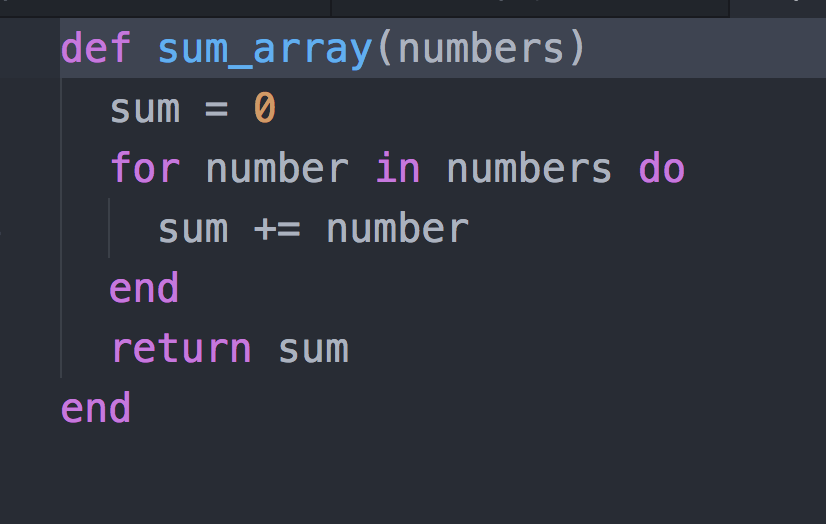 def sum_array(numbers)
  sum = 0
  for number in numbers do
    sum += number
  end
  return sum
end